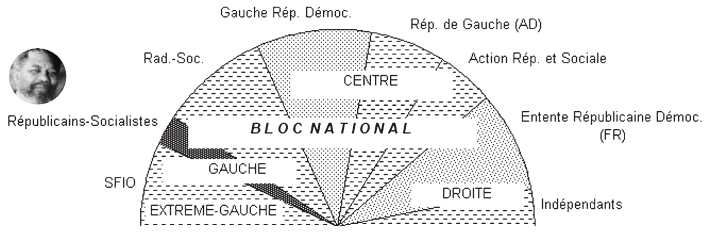 Gauche Rép. Démoc.
Rép. de Gauche (AD)
Rad.-Soc.
Action Rép. et Sociale
CENTRE
Républicains-Socialistes
BLOC NATIONAL
Entente Républicaine Démoc.
(FR)
GAUCHE
SFIO
DROITE
EXTREME-GAUCHE
Indépendants